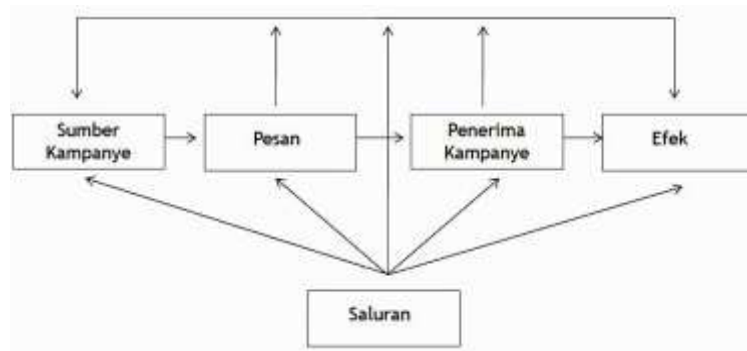 Sumber
Kampanye
Pesan
Penerima
Kampanye
Efek
Saluran